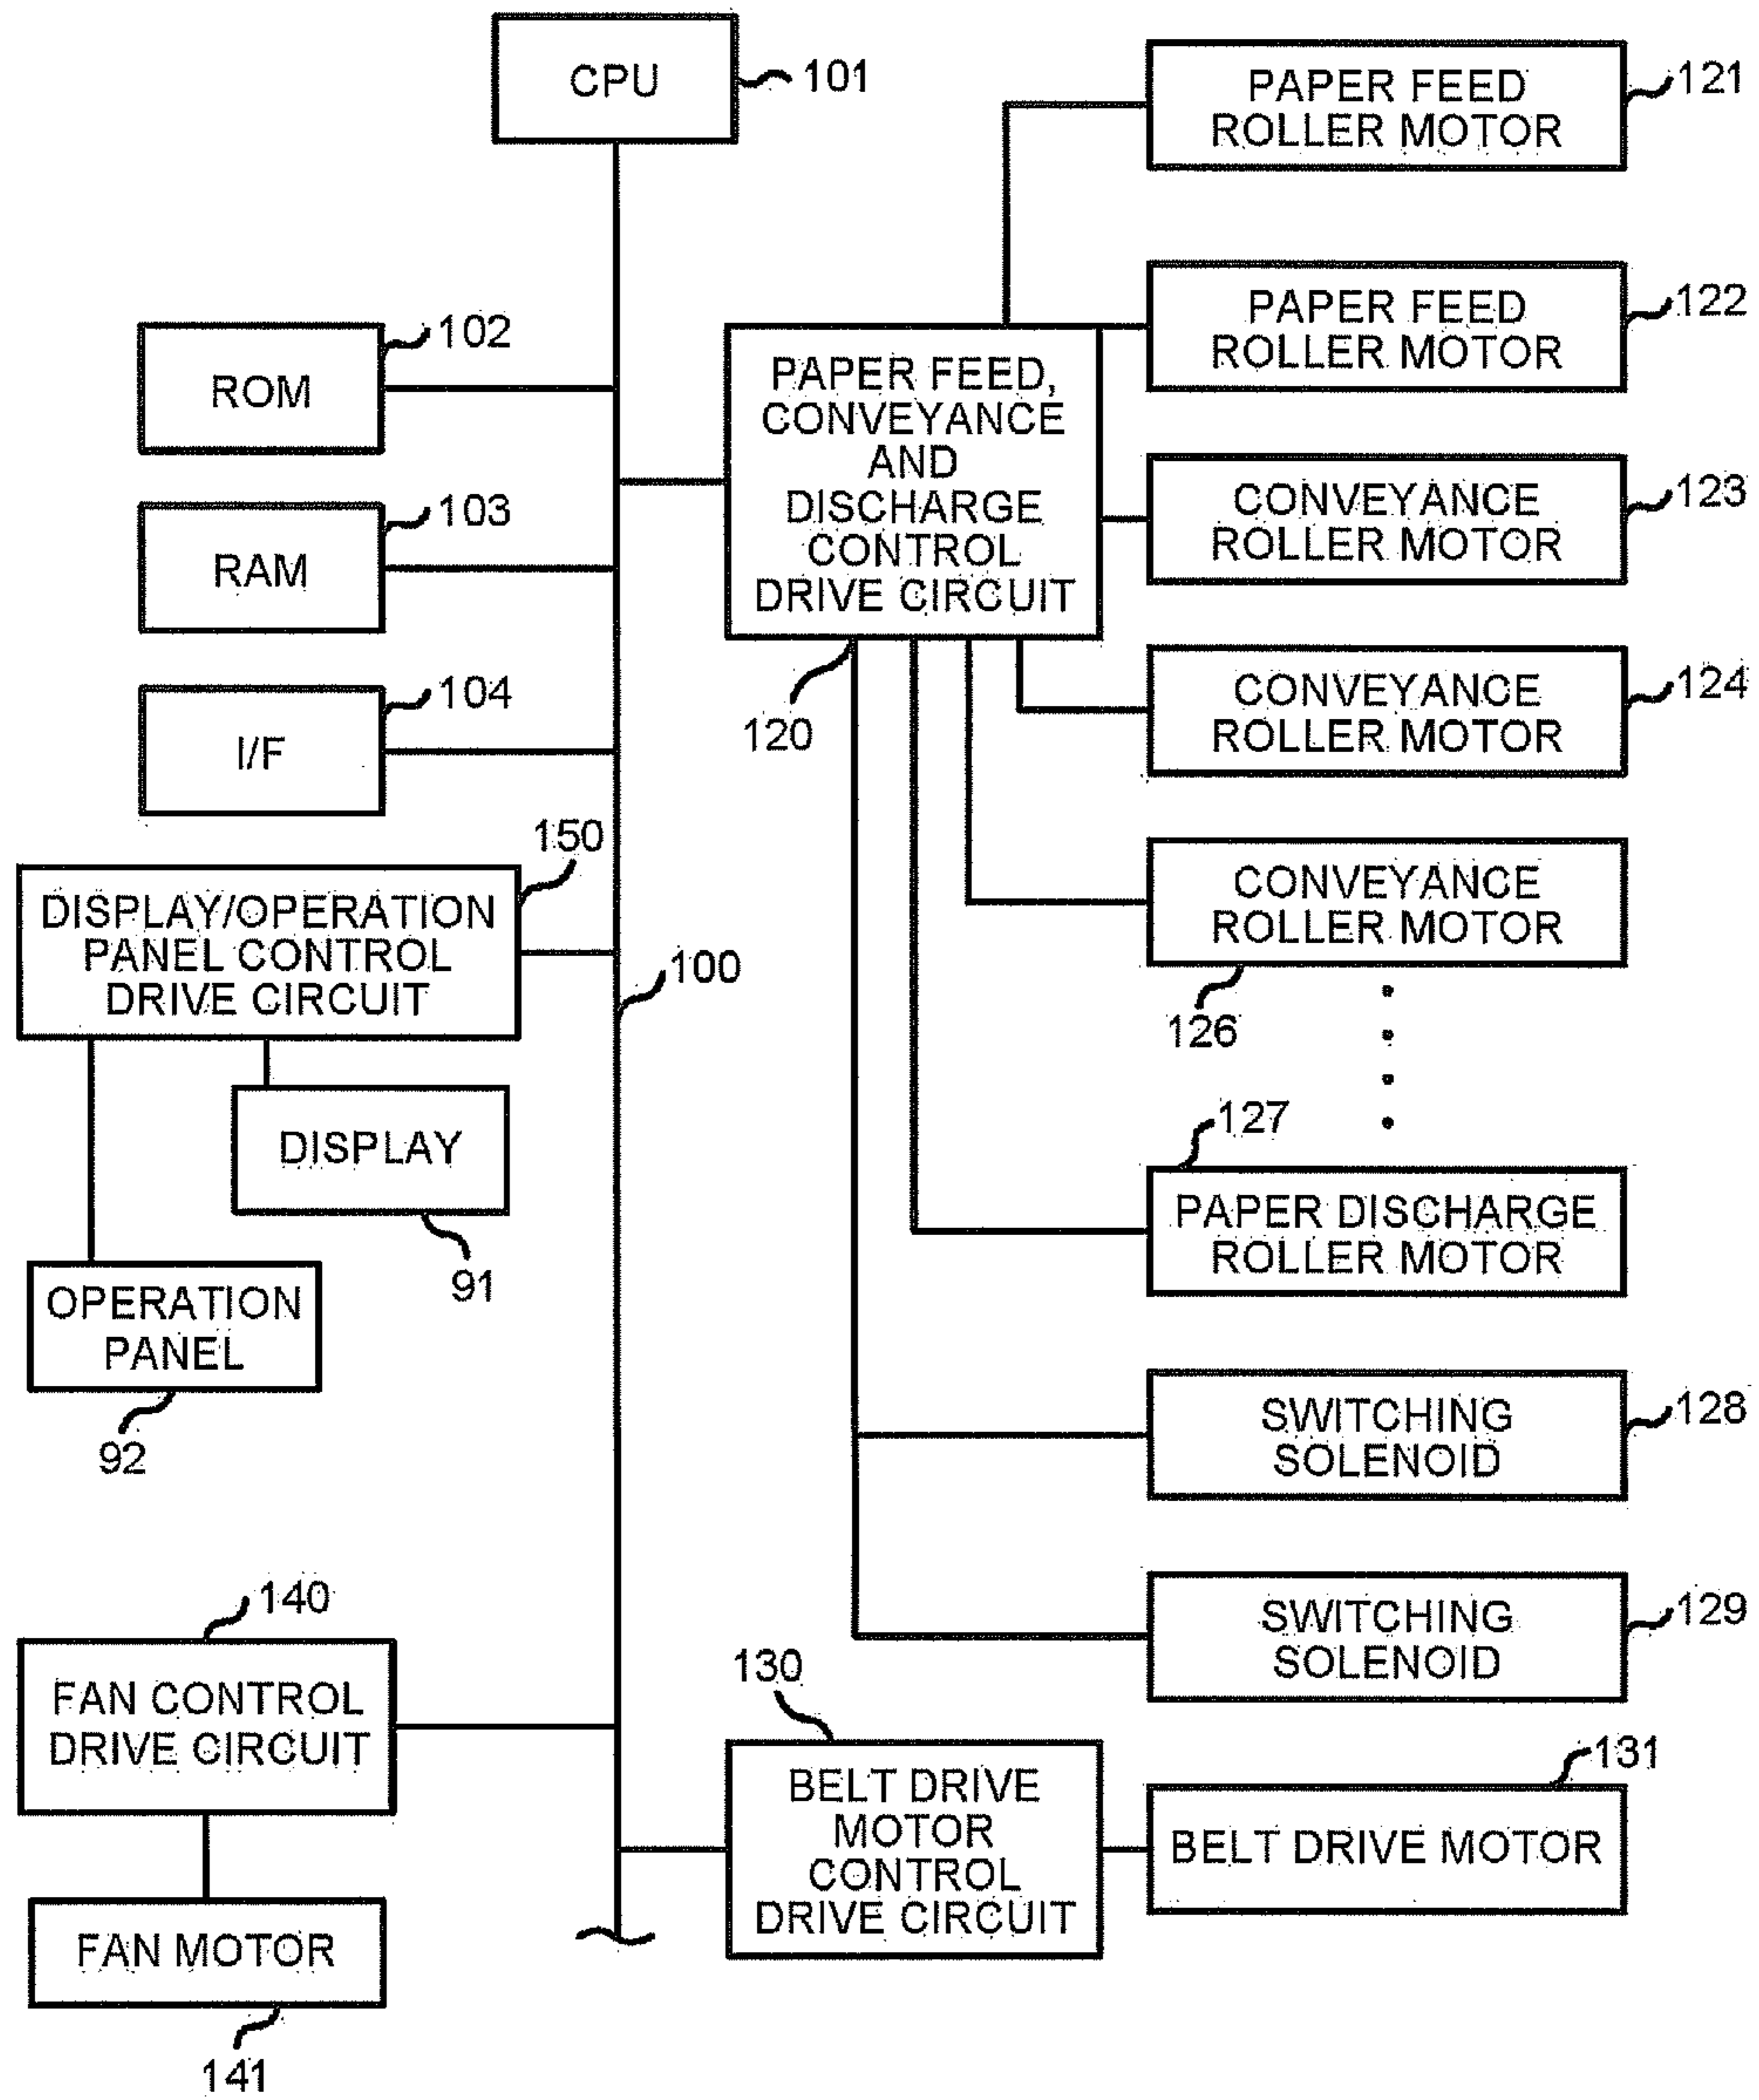 CPU
101
PAPER FEED
ROLLER MOTOR
121
PAPER FEED
ROLLER MOTOR
122
ROM
102
PAPER FEED,
CONVEYANCE
AND
DISCHARGE
CONTROL
DRIVE CIRCUIT
120
CONVEYANCE
ROLLER MOTOR
123
RAM
103
CONVEYANCE
ROLLER MOTOR
124
I/F
104
CONVEYANCE
ROLLER MOTOR
126
150
DISPLAY/OPERATION
PANEL CONTROL
DRIVE CIRCUIT
100
DISPLAY
91
OPERATION
PANEL
92
127
PAPER DISCHARGE
ROLLER MOTOR
SWITCHING
SOLENOID
128
SWITCHING
SOLENOID
129
140
FAN CONTROL
DRIVE CIRCUIT
FAN MOTOR
141
130
BELT DRIVE
MOTOR
CONTROL
DRIVE CIRCUIT
131
BELT DRIVE MOTOR